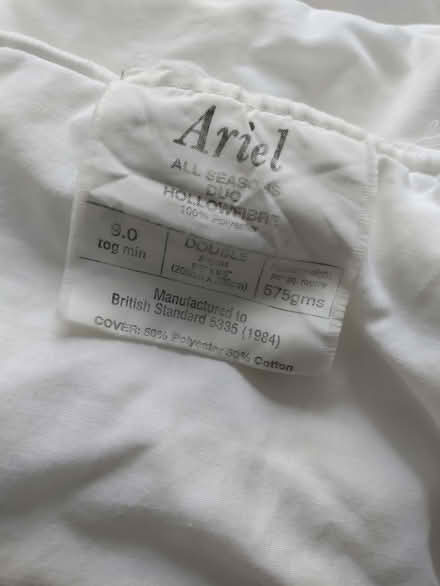 Ariel
ALL SEASONS
DUO
HOLLOWFIBRE
100% Polyester
9.0
tog min
DOUBLE
575gms
Manufactured to
British Standard 5335 (1984)
COVER: 50% Polyester 50% Cotton